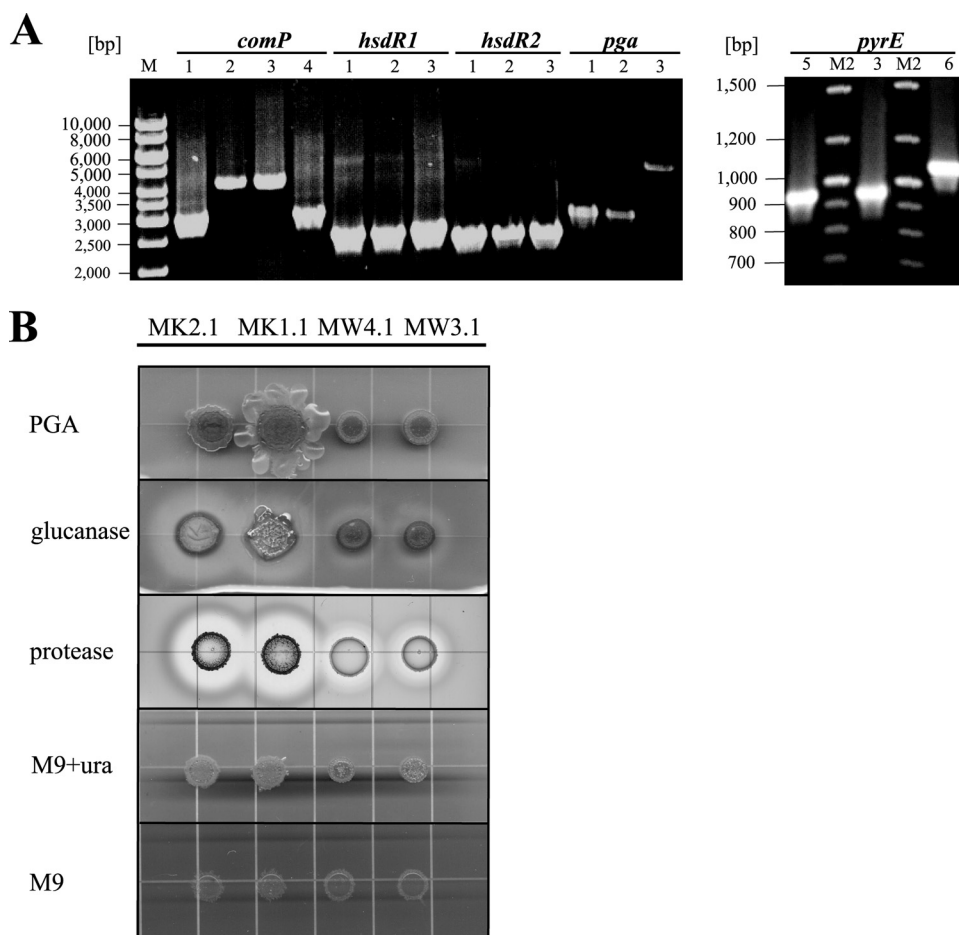 A
[bp] comP hsdR1 hsdR2 pga
M 1 2 3 4 1 2 3 1 2 3 1 2 3
10,000
8,000
6,000
5,000
4,000
3,500
3,000
2,500
2,000
[bp] pyrE
5 M2 3 M2 6
1,500
1,200
1,000
900
800
700
B
MK2.1 MK1.1 MW4.1 MW3.1
PGA
glucanase
protease
M9+ura
M9